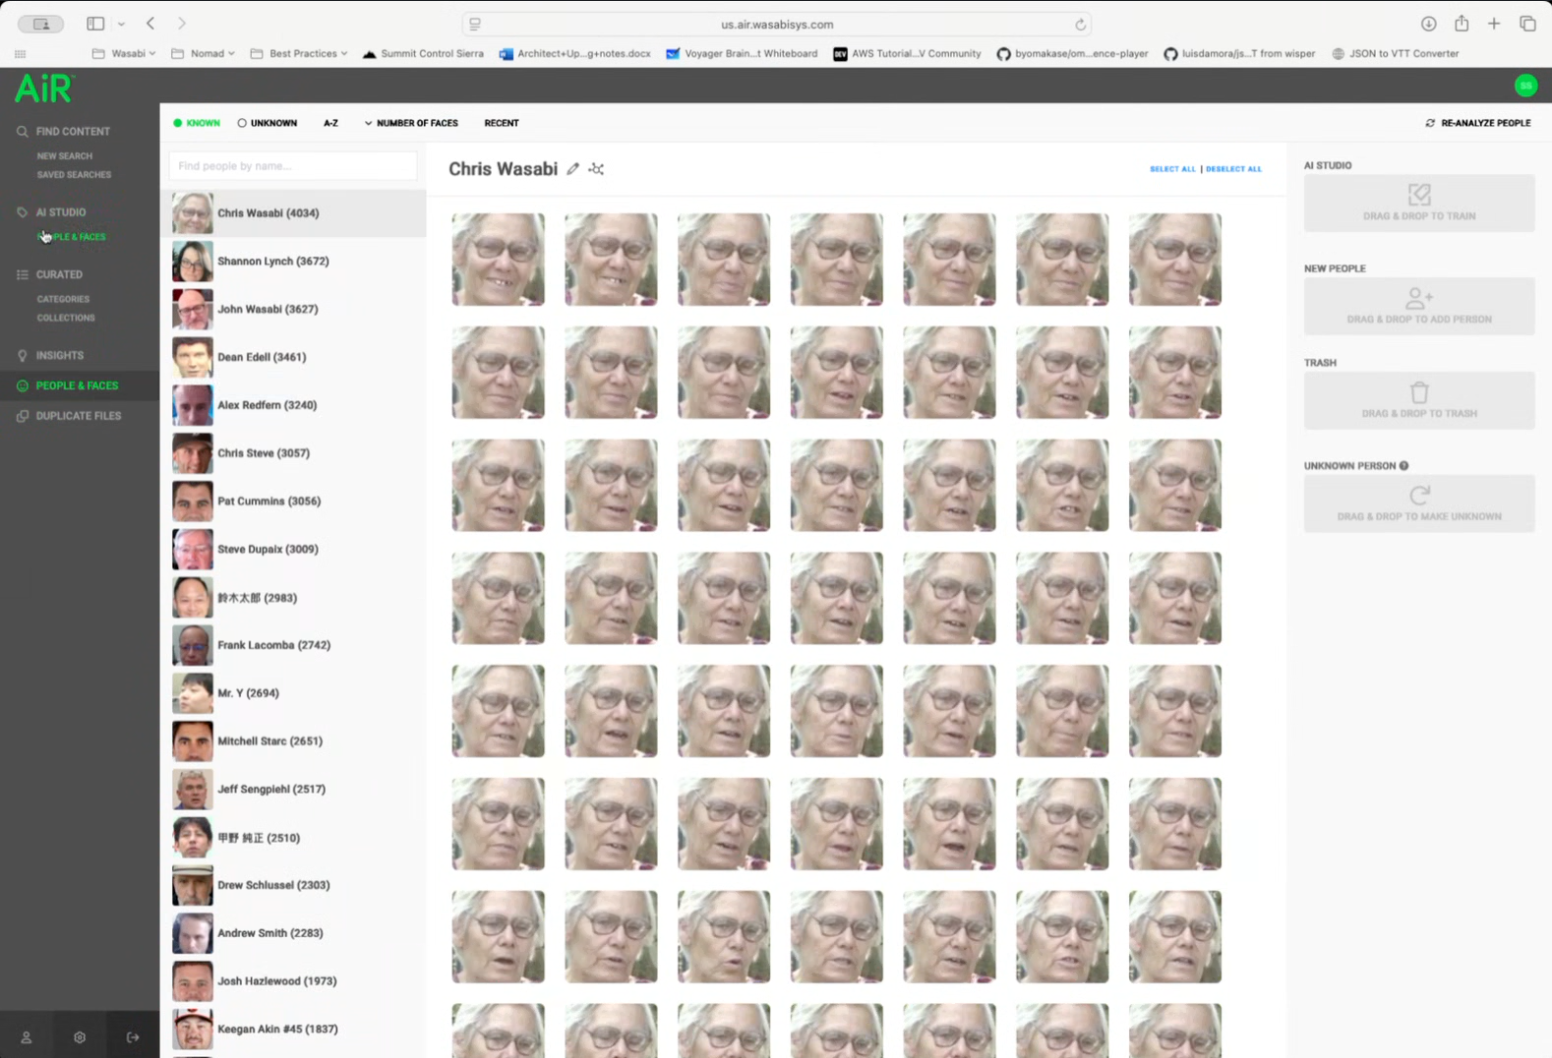 us.air.wasabisys.com
Wasabi
Nomad
Best Practices
Summit Control Sierra
Architect+Up...g+notes.docx
Voyager Brain...t Whiteboard
DEV
AWS Tutorial...V Community
byomakase/om...ence-player
luisdamora/js...T from wisper
JSON to VTT Converter
AiR
SS
FIND CONTENT
NEW SEARCH
SAVED SEARCHES
AI STUDIO
PEOPLE & FACES
CURATED
CATEGORIES
COLLECTIONS
INSIGHTS
PEOPLE & FACES
DUPLICATE FILES
KNOWN
UNKNOWN
A-Z
NUMBER OF FACES
RECENT
RE-ANALYZE PEOPLE
Find people by name...
Chris Wasabi (4034)
Shannon Lynch (3672)
John Wasabi (3627)
Dean Edell (3461)
Alex Redfern (3240)
Chris Steve (3057)
Pat Cummins (3056)
Steve Dupaix (3009)
鈴木太郎 (2983)
Frank Lacomba (2742)
Mr. Y (2694)
Mitchell Starc (2651)
Jeff Sengpiehl (2517)
甲野 純正 (2510)
Drew Schlussel (2303)
Andrew Smith (2283)
Josh Hazlewood (1973)
Keegan Akin #45 (1837)
Chris Wasabi
SELECT ALL | DESELECT ALL
AI STUDIO
DRAG & DROP TO TRAIN
NEW PEOPLE
DRAG & DROP TO ADD PERSON
TRASH
DRAG & DROP TO TRASH
UNKNOWN PERSON
DRAG & DROP TO MAKE UNKNOWN